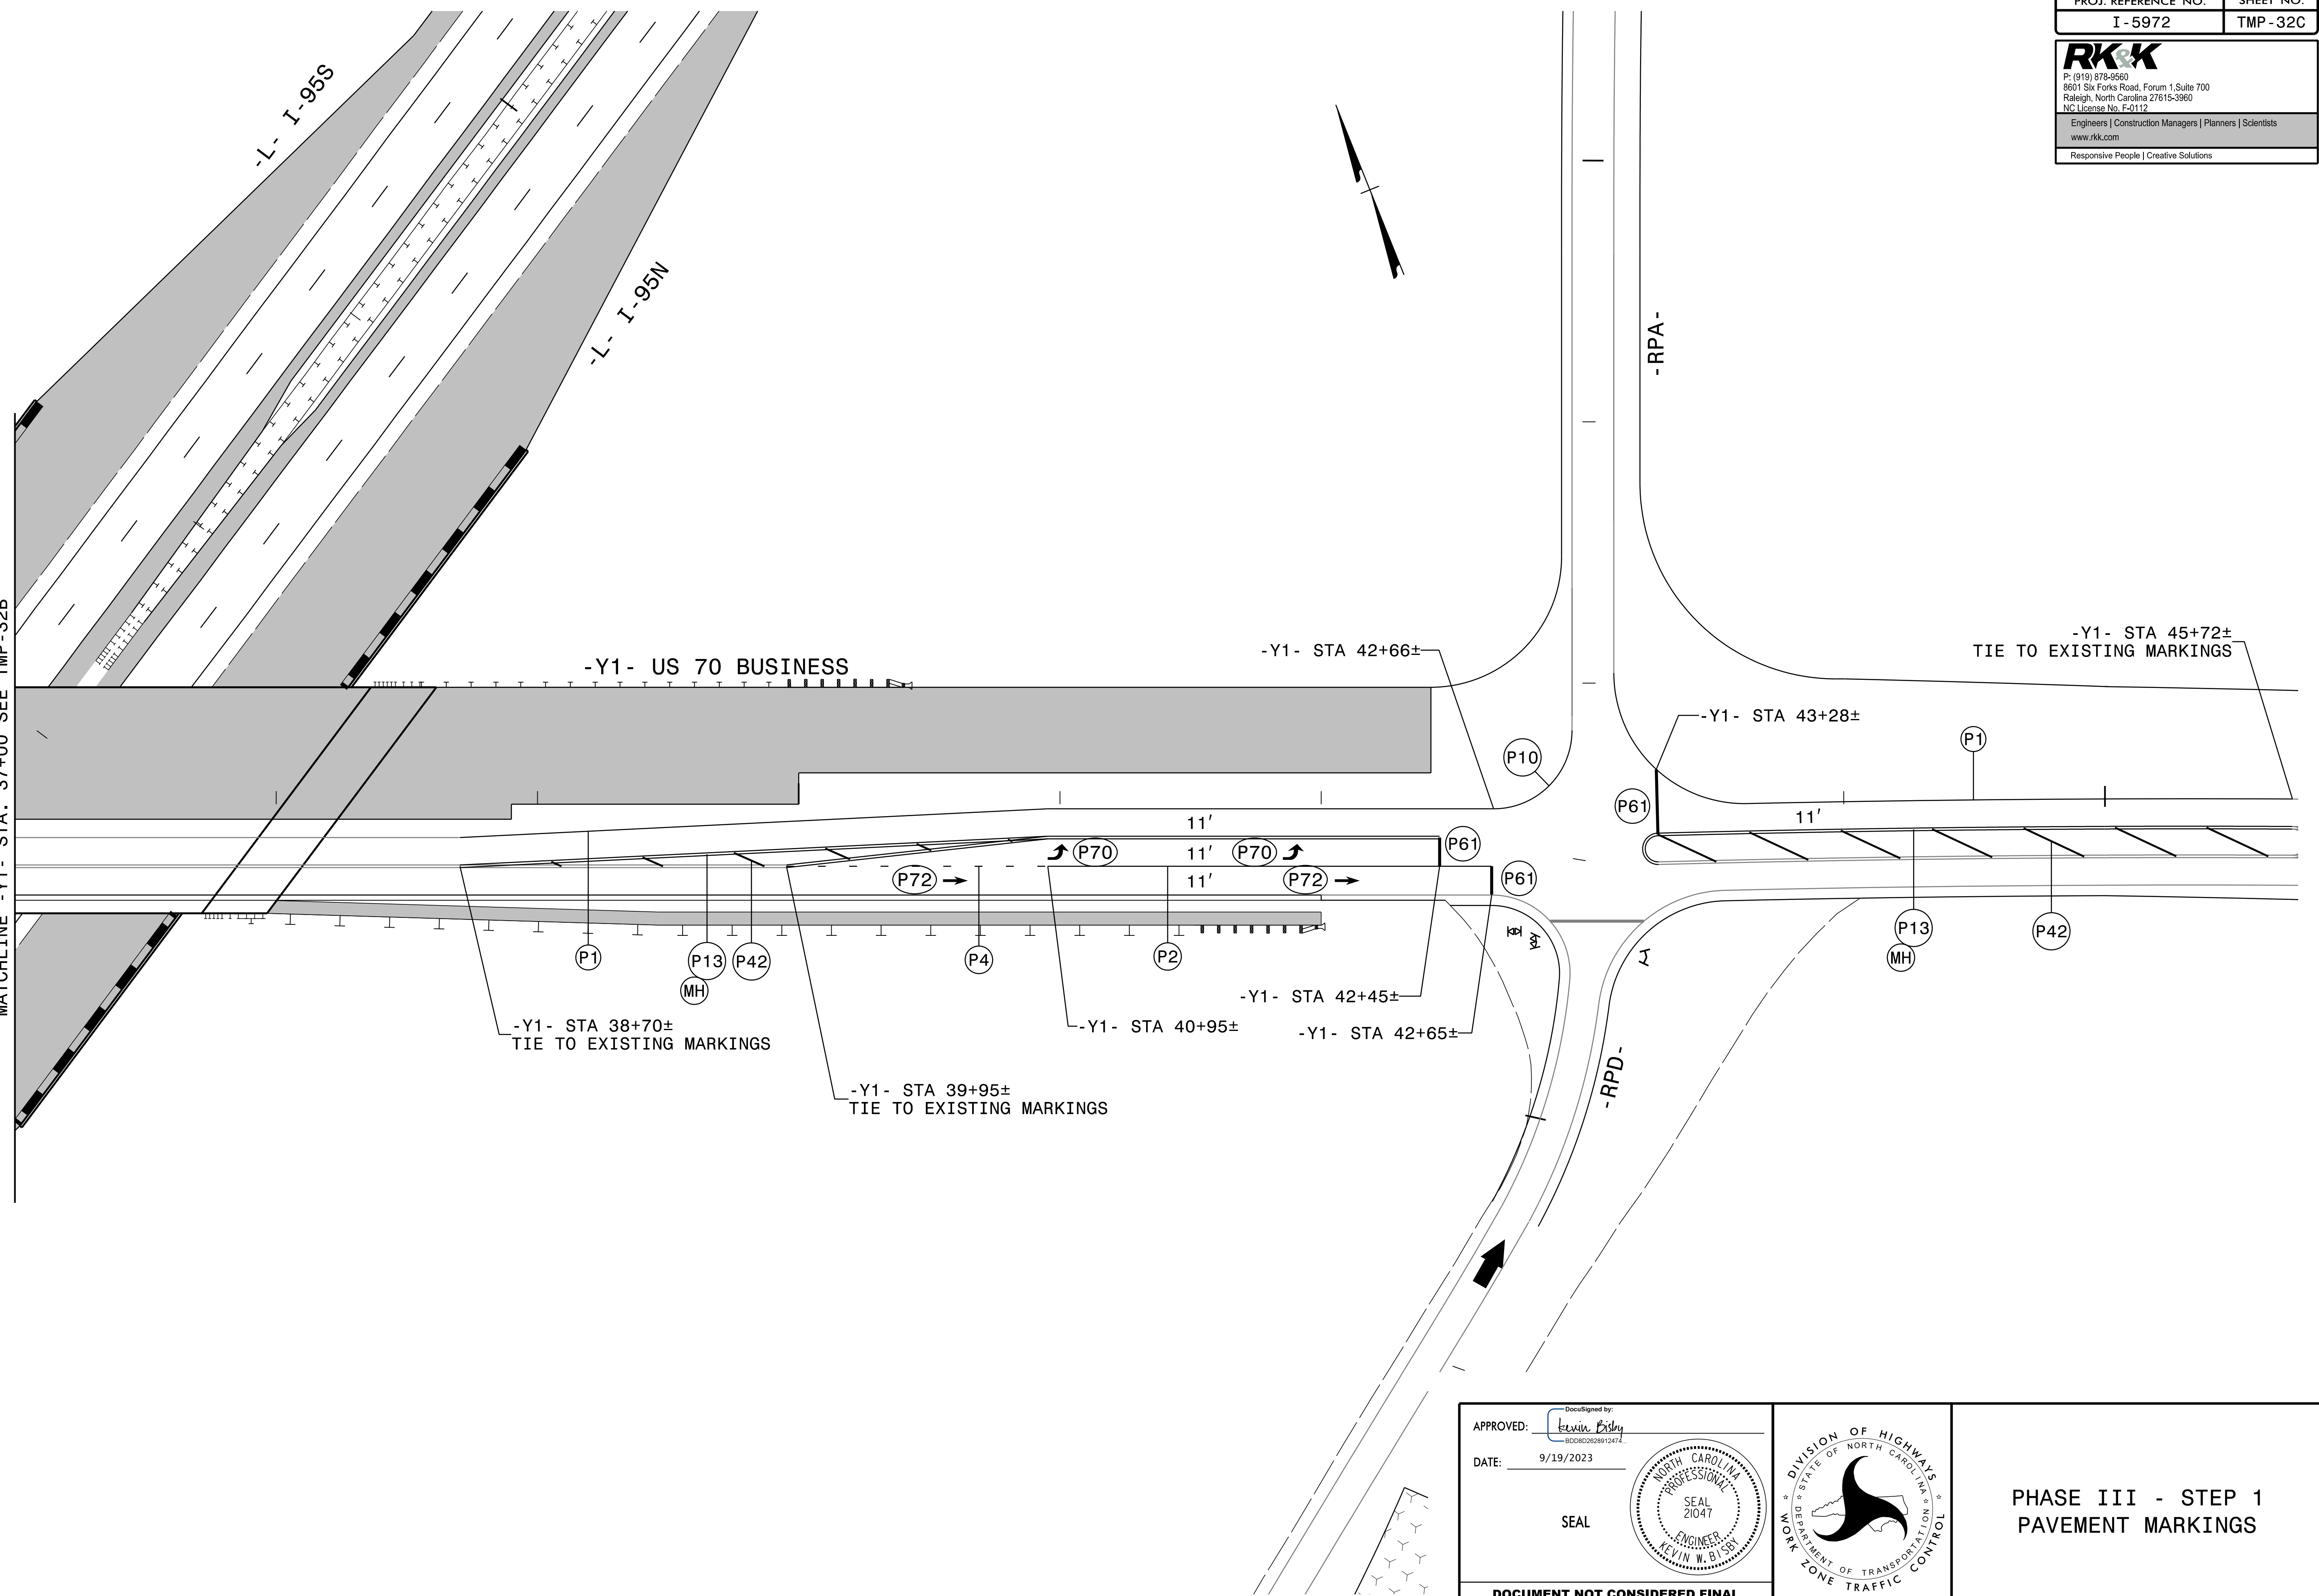 PROJ. REFERENCE NO.
SHEET NO.
I-5972
TMP-32C
RK&K
P: (919) 878-9560
8601 Six Forks Road, Forum 1,Suite 700
Raleigh, North Carolina 27615-3960
NC License No. F-0112
Engineers | Construction Managers | Planners | Scientists
www.rkk.com
Responsive People | Creative Solutions
-L- I-95S
-L- I-95N
-RPA-
MATCHLINE -Y1- STA. 37+00 SEE TMP-32B
-Y1- US 70 BUSINESS
-Y1- STA 42+66±
-Y1- STA 45+72±
TIE TO EXISTING MARKINGS
-Y1- STA 43+28±
P1
P10
P61
11'
11'
P61
P70
11'
P70
P72
11'
P72
P61
P1
P13
MH
P42
P4
P2
P13
MH
P42
-Y1- STA 42+45±
-Y1- STA 38+70±
TIE TO EXISTING MARKINGS
-Y1- STA 40+95±
-Y1- STA 42+65±
-Y1- STA 39+95±
TIE TO EXISTING MARKINGS
-RPD-
APPROVED:
DocuSigned by:
Kevin Bisby
BDD8D2628912474...
DATE:
9/19/2023
SEAL
NORTH CAROLINA
PROFESSIONAL
SEAL
21047
ENGINEER
KEVIN W. BISBY
DOCUMENT NOT CONSIDERED FINAL
DIVISION OF HIGHWAYS
STATE OF NORTH CAROLINA
DEPARTMENT OF TRANSPORTATION
WORK ZONE TRAFFIC CONTROL
PHASE III - STEP 1
PAVEMENT MARKINGS